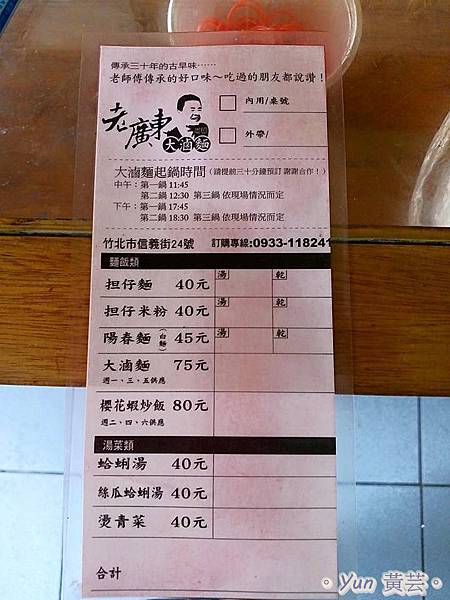 傳承三十年的古早味……
老師傅傳承的好口味～吃過的朋友都說讚！
老廣東
大滷麵
內用/桌號
外帶/
大滷麵起鍋時間(請提前三十分鐘預訂 謝謝合作！)
中午：第一鍋 11:45
第二鍋 12:30 第三鍋 依現場情況而定
下午：第一鍋 17:45
第二鍋 18:30 第三鍋 依現場情況而定
竹北市信義街24號 訂購專線:0933-118241
麵飯類
担仔麵 40元 湯 乾
担仔米粉 40元 湯 乾
陽春麵(白麵) 45元 湯 乾
大滷麵 75元
週一、三、五供應
櫻花蝦炒飯 80元
週二、四、六供應
湯菜類
蛤蜊湯 40元
絲瓜蛤蜊湯 40元
燙青菜 40元
合計
Yun 黃芸